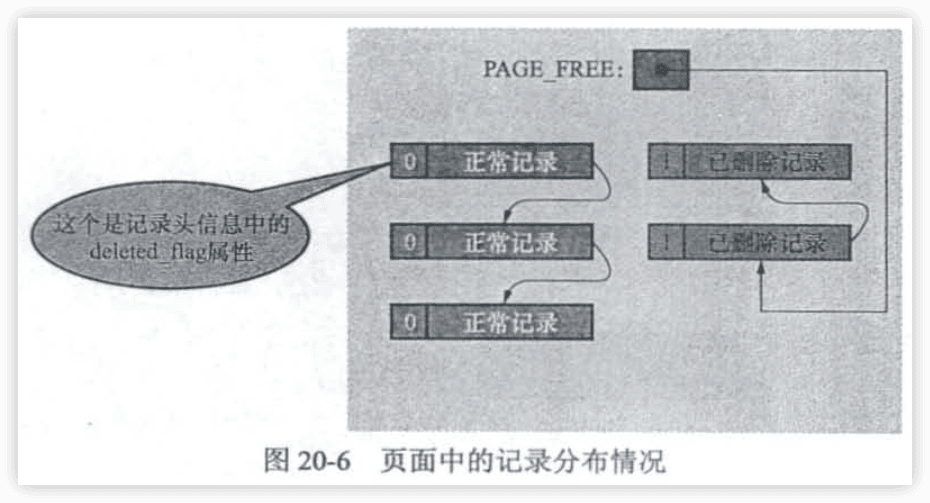 PAGE_FREE:
0 正常记录
1 已删除记录
这个是记录头信息中的
deleted_flag属性
0 正常记录
1 已删除记录
0 正常记录
图 20-6 页面中的记录分布情况